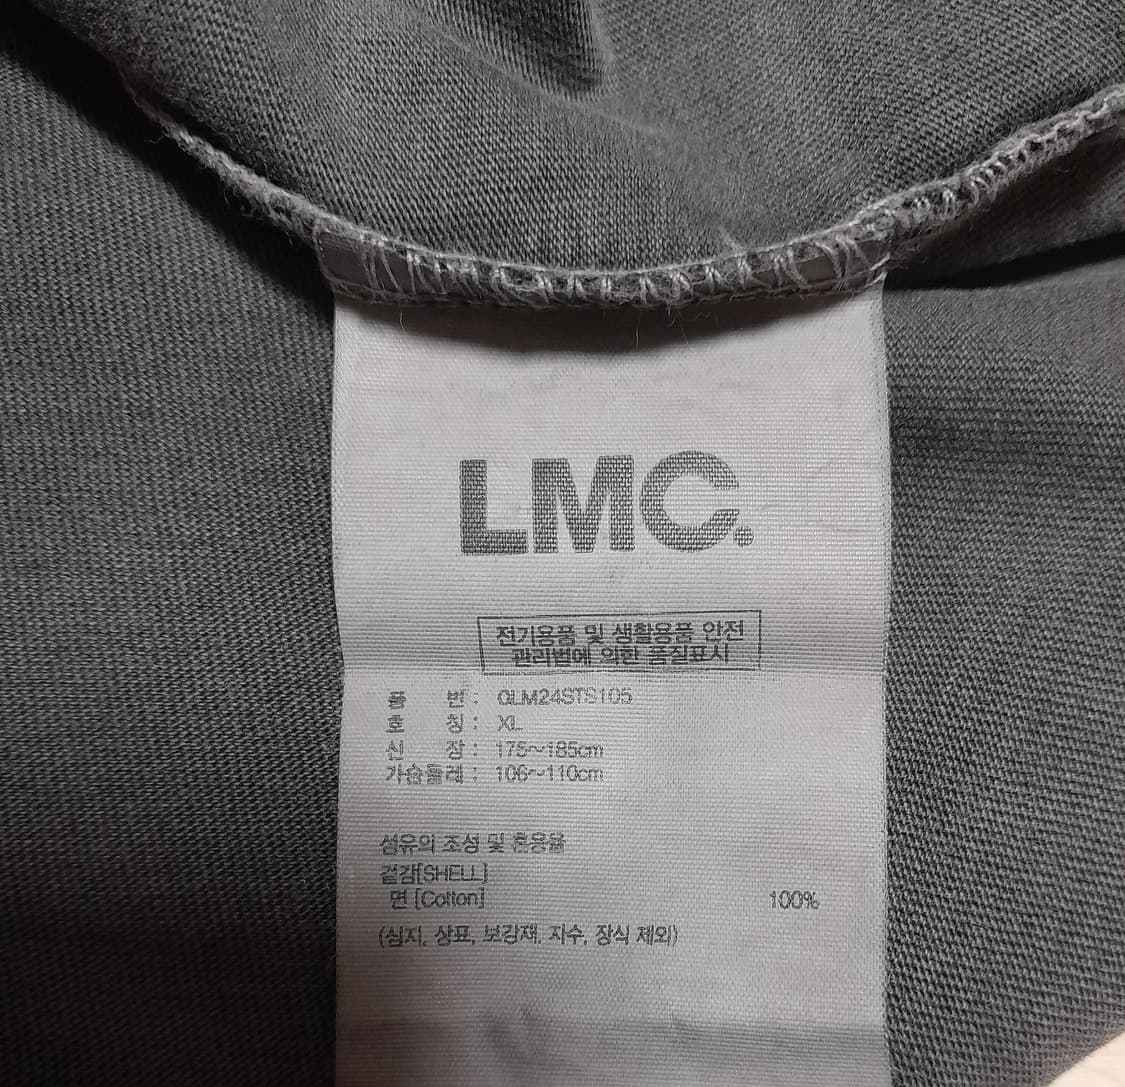 LMC.
전기용품 및 생활용품 안전
관리법에 의한 품질표시
품 번 : 0LM24STS105
호 칭 : XL
신 장 : 175~185cm
가슴둘레 : 106~110cm
섬유의 조성 및 혼용율
겉감[SHELL]
면 [Cotton] 100%
(심지, 상표, 보강재, 자수, 장식 제외)